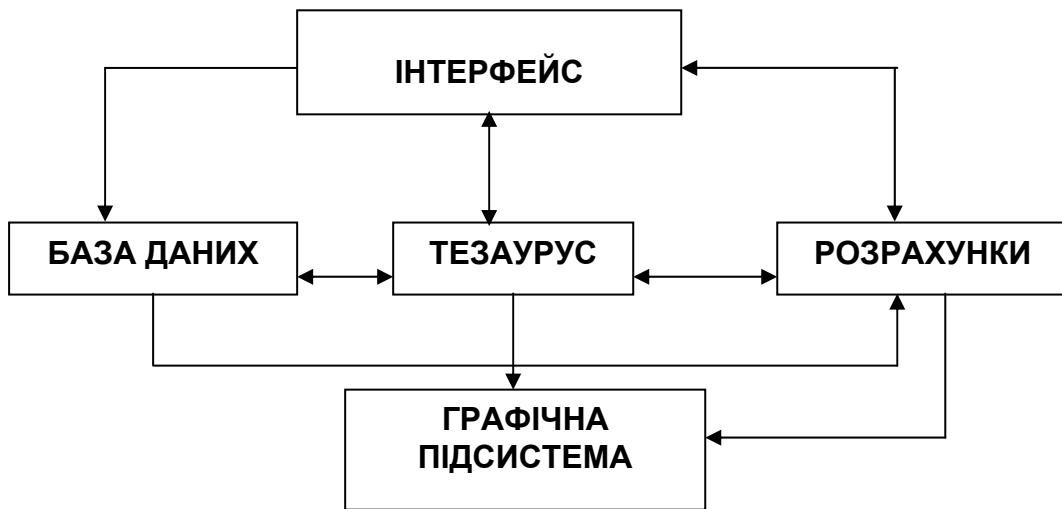 ІНТЕРФЕЙС
БАЗА ДАНИХ
ТЕЗАУРУС
РОЗРАХУНКИ
ГРАФІЧНА
ПІДСИСТЕМА